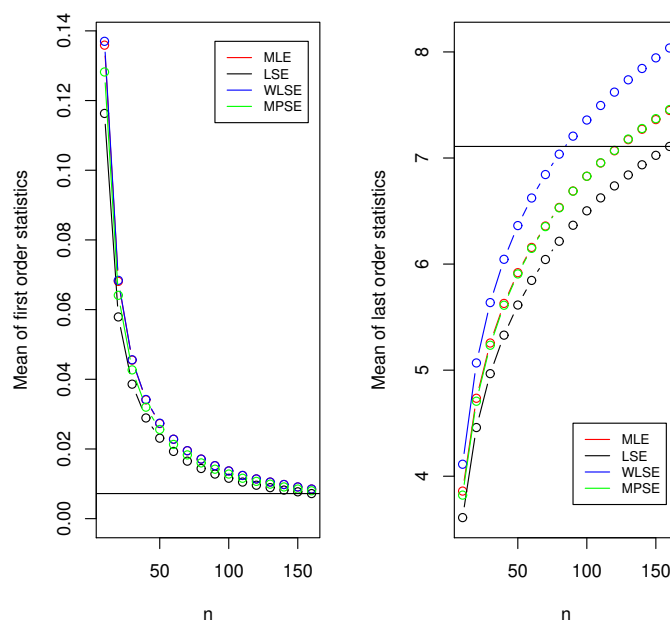 Mean of first order statistics
0.14
0.12
0.10
0.08
0.06
0.04
0.02
0.00
MLE
LSE
WLSE
MPSE
50
100
150
n
Mean of last order statistics
8
7
6
5
4
MLE
LSE
WLSE
MPSE
50
100
150
n